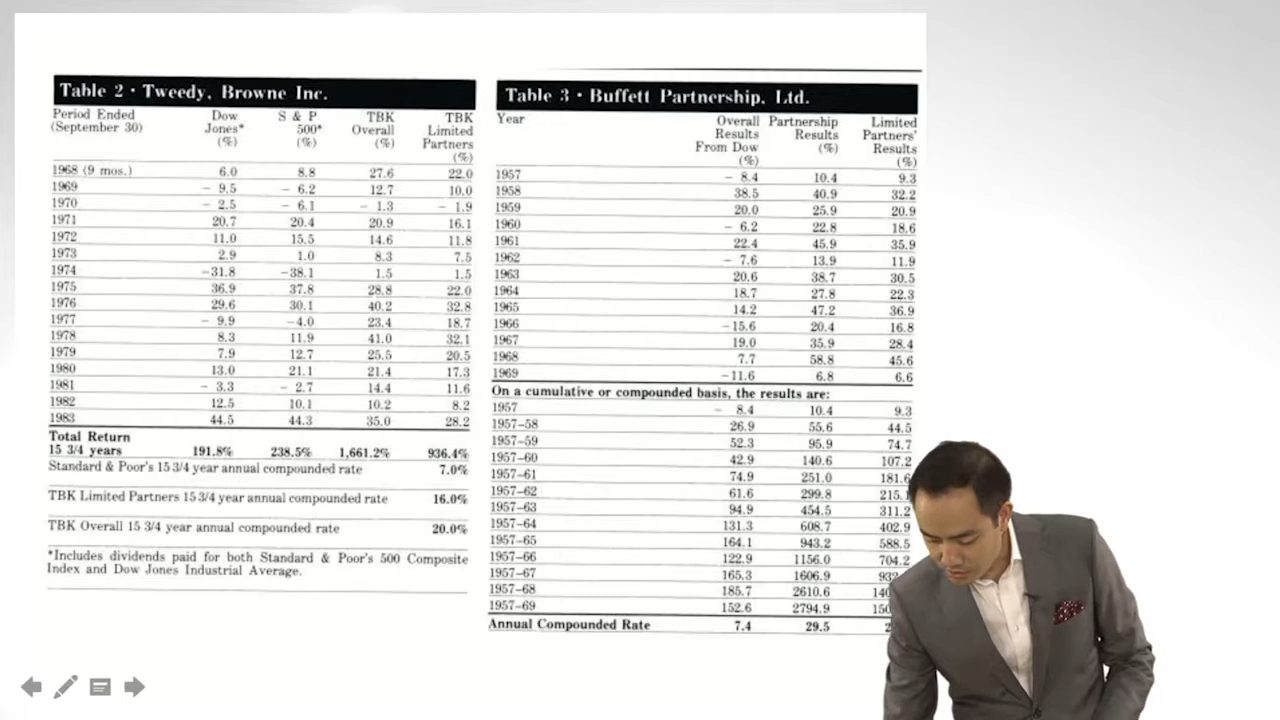 Table 2 · Tweedy, Browne Inc.
Period Ended (September 30) Dow Jones* (%) S & P 500* (%) TBK Overall (%) TBK Limited Partners (%)
1968 (9 mos.) 6.0 8.8 27.6 22.0
1969 – 9.5 – 6.2 12.7 10.0
1970 – 2.5 – 6.1 – 1.3 – 1.9
1971 20.7 20.4 20.9 16.1
1972 11.0 15.5 14.6 11.8
1973 2.9 1.0 8.3 7.5
1974 –31.8 –38.1 1.5 1.5
1975 36.9 37.8 28.8 22.0
1976 29.6 30.1 40.2 32.8
1977 – 9.9 –4.0 23.4 18.7
1978 8.3 11.9 41.0 32.1
1979 7.9 12.7 25.5 20.5
1980 13.0 21.1 21.4 17.3
1981 – 3.3 – 2.7 14.4 11.6
1982 12.5 10.1 10.2 8.2
1983 44.5 44.3 35.0 28.2
Total Return
15 3/4 years 191.8% 238.5% 1,661.2% 936.4%
Standard & Poor's 15 3/4 year annual compounded rate 7.0%
TBK Limited Partners 15 3/4 year annual compounded rate 16.0%
TBK Overall 15 3/4 year annual compounded rate 20.0%
*Includes dividends paid for both Standard & Poor's 500 Composite
Index and Dow Jones Industrial Average.
Table 3 · Buffett Partnership, Ltd.
Year Overall Results From Dow (%) Partnership Results (%) Limited Partners' Results (%)
1957 – 8.4 10.4 9.3
1958 38.5 40.9 32.2
1959 20.0 25.9 20.9
1960 – 6.2 22.8 18.6
1961 22.4 45.9 35.9
1962 – 7.6 13.9 11.9
1963 20.6 38.7 30.5
1964 18.7 27.8 22.3
1965 14.2 47.2 36.9
1966 –15.6 20.4 16.8
1967 19.0 35.9 28.4
1968 7.7 58.8 45.6
1969 –11.6 6.8 6.6
On a cumulative or compounded basis, the results are:
1957 – 8.4 10.4 9.3
1957–58 26.9 55.6 44.5
1957–59 52.3 95.9 74.7
1957–60 42.9 140.6 107.2
1957–61 74.9 251.0 181.6
1957–62 61.6 299.8 215.1
1957–63 94.9 454.5 311.2
1957–64 131.3 608.7 402.9
1957–65 164.1 943.2 588.5
1957–66 122.9 1156.0 704.2
1957–67 165.3 1606.9
1957–68 185.7 2610.6
1957–69 152.6 2794.9
Annual Compounded Rate 7.4 29.5